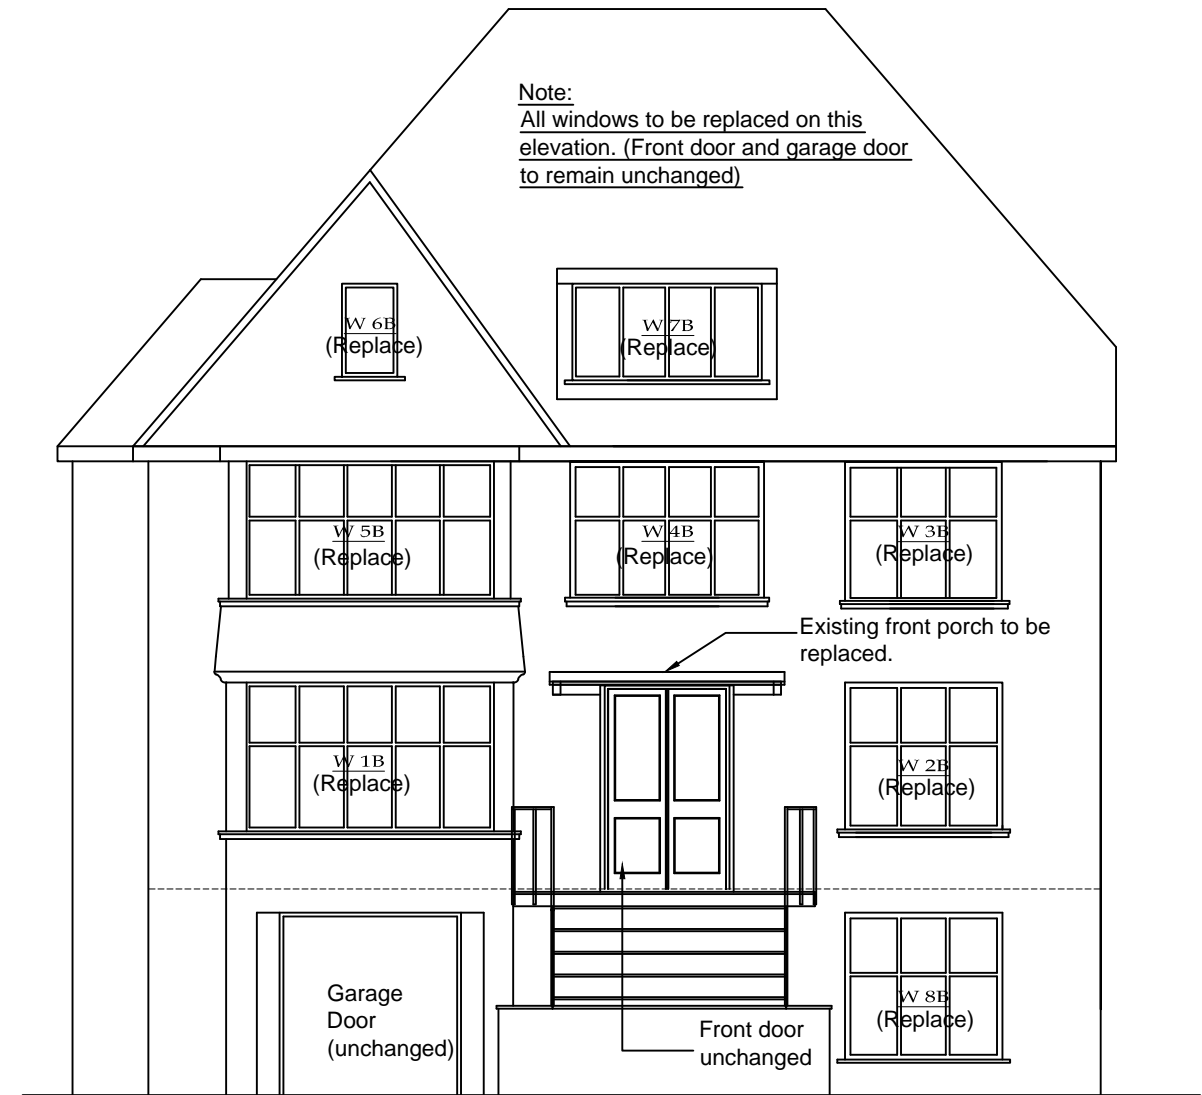 Note:
All windows to be replaced on this
elevation. (Front door and garage door
to remain unchanged)
W 6B
(Replace)
W 7B
(Replace)
W 5B
(Replace)
W 4B
(Replace)
W 3B
(Replace)
Existing front porch to be
replaced.
W 1B
(Replace)
W 2B
(Replace)
Garage
Door
(unchanged)
Front door
unchanged
W 8B
(Replace)